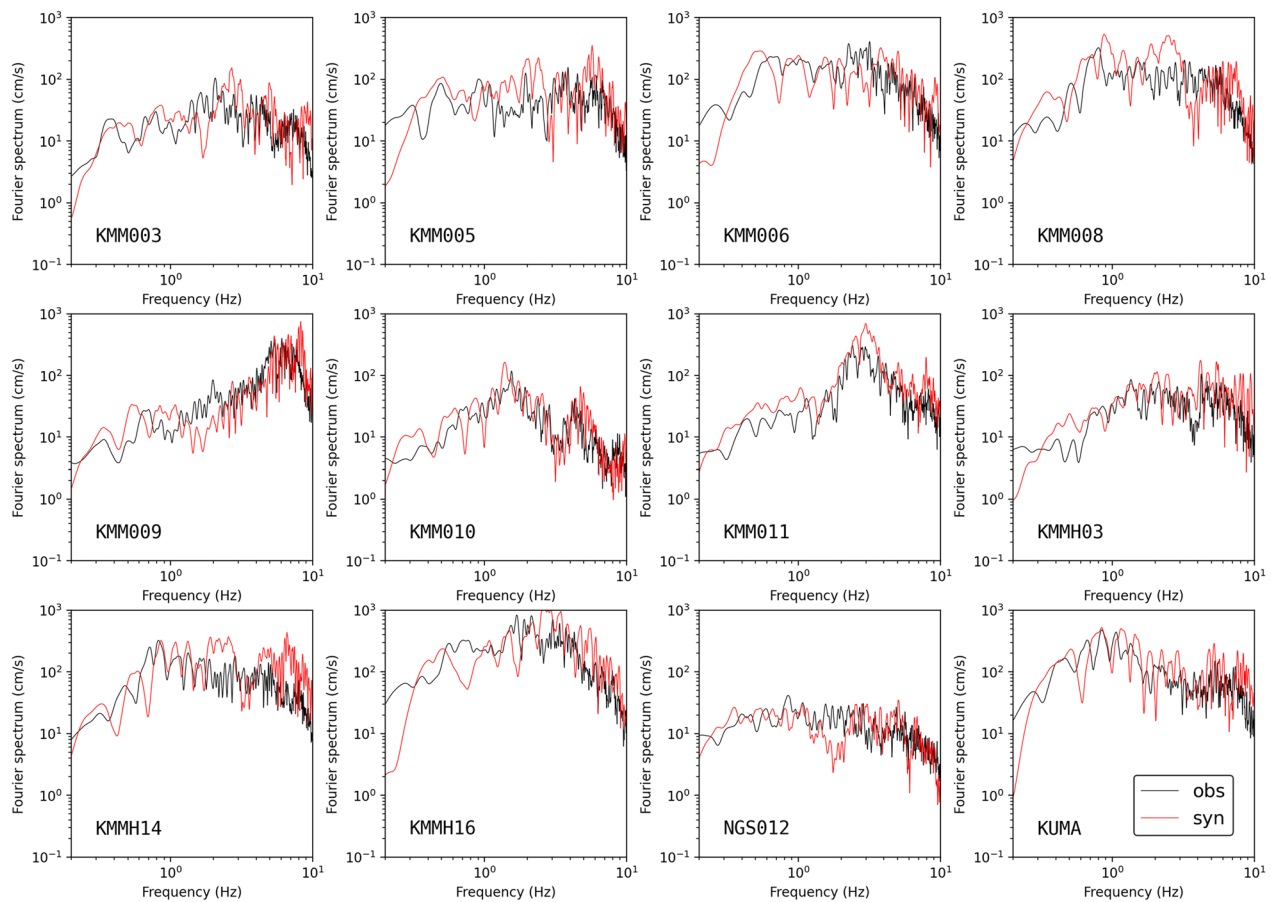 10³ 10³ 10³ 10³
Fourier spectrum (cm/s) Fourier spectrum (cm/s) Fourier spectrum (cm/s) Fourier spectrum (cm/s)
10² 10² 10² 10²
10¹ 10¹ 10¹ 10¹
10⁰ 10⁰ 10⁰ 10⁰
KMM003 KMM005 KMM006 KMM008
10⁻¹ 10⁻¹ 10⁻¹ 10⁻¹
10⁰ 10¹ 10⁰ 10¹ 10⁰ 10¹ 10⁰ 10¹
Frequency (Hz) Frequency (Hz) Frequency (Hz) Frequency (Hz)
10³ 10³ 10³ 10³
Fourier spectrum (cm/s) Fourier spectrum (cm/s) Fourier spectrum (cm/s) Fourier spectrum (cm/s)
10² 10² 10² 10²
10¹ 10¹ 10¹ 10¹
10⁰ 10⁰ 10⁰ 10⁰
KMM009 KMM010 KMM011 KMMH03
10⁻¹ 10⁻¹ 10⁻¹ 10⁻¹
10⁰ 10¹ 10⁰ 10¹ 10⁰ 10¹ 10⁰ 10¹
Frequency (Hz) Frequency (Hz) Frequency (Hz) Frequency (Hz)
10³ 10³ 10³ 10³
Fourier spectrum (cm/s) Fourier spectrum (cm/s) Fourier spectrum (cm/s) Fourier spectrum (cm/s)
10² 10² 10² 10²
10¹ 10¹ 10¹ 10¹
10⁰ 10⁰ 10⁰ 10⁰
obs
syn
KMMH14 KMMH16 NGS012 KUMA
10⁻¹ 10⁻¹ 10⁻¹ 10⁻¹
10⁰ 10¹ 10⁰ 10¹ 10⁰ 10¹ 10⁰ 10¹
Frequency (Hz) Frequency (Hz) Frequency (Hz) Frequency (Hz)